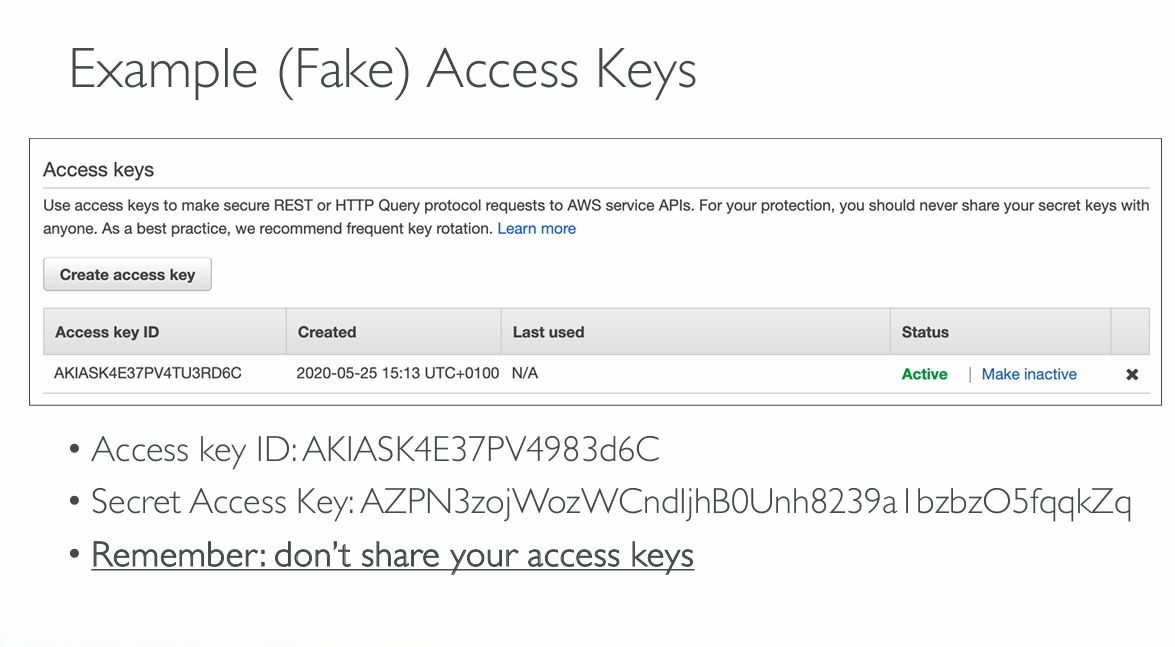 Example (Fake) Access Keys
Access keys
Use access keys to make secure REST or HTTP Query protocol requests to AWS service APIs. For your protection, you should never share your secret keys with
anyone. As a best practice, we recommend frequent key rotation. Learn more
Create access key
Access key ID Created Last used Status
AKIASK4E37PV4TU3RD6C 2020-05-25 15:13 UTC+0100 N/A Active | Make inactive ✖
• Access key ID: AKIASK4E37PV4983d6C
• Secret Access Key: AZPN3zojWozWCndIjhB0Unh8239a1bzbzO5fqqkZq
• Remember: don’t share your access keys